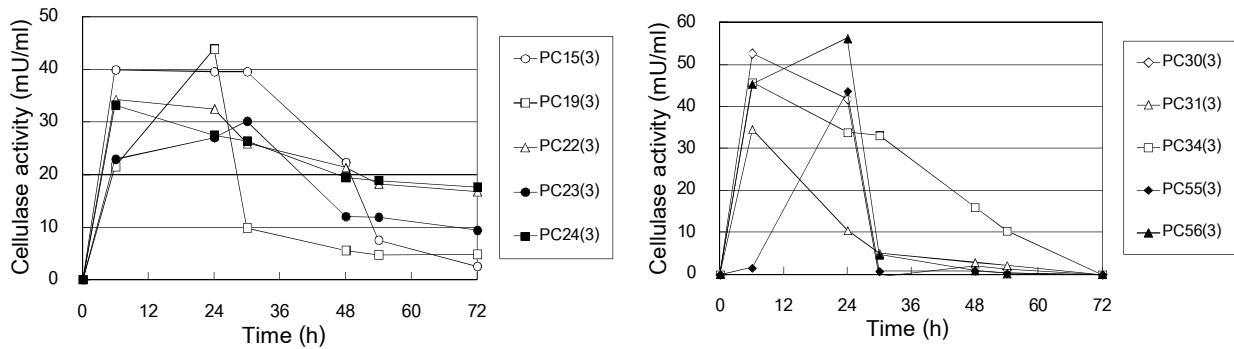 Cellulase activity (mU/ml)
50
40
30
20
10
0
0 12 24 36 48 60 72
Time (h)
PC15(3)
PC19(3)
PC22(3)
PC23(3)
PC24(3)
Cellulase activity (mU/ml)
60
50
40
30
20
10
0
0 12 24 36 48 60 72
Time (h)
PC30(3)
PC31(3)
PC34(3)
PC55(3)
PC56(3)